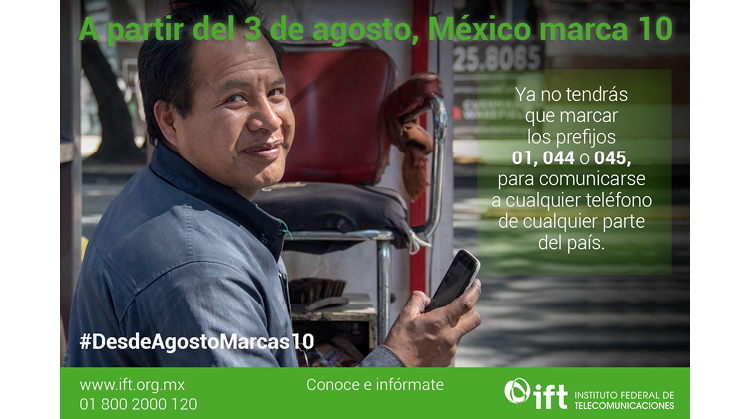 A partir del 3 de agosto, México marca 10
25.8085
Ya no tendrás
que marcar
los prefijos
01, 044 o 045,
para comunicarse
a cualquier teléfono
de cualquier parte
del país.
#DesdeAgostoMarcas10
www.ift.org.mx
01 800 2000 120
Conoce e infórmate
ift INSTITUTO FEDERAL DE
TELECOMUNICACIONES